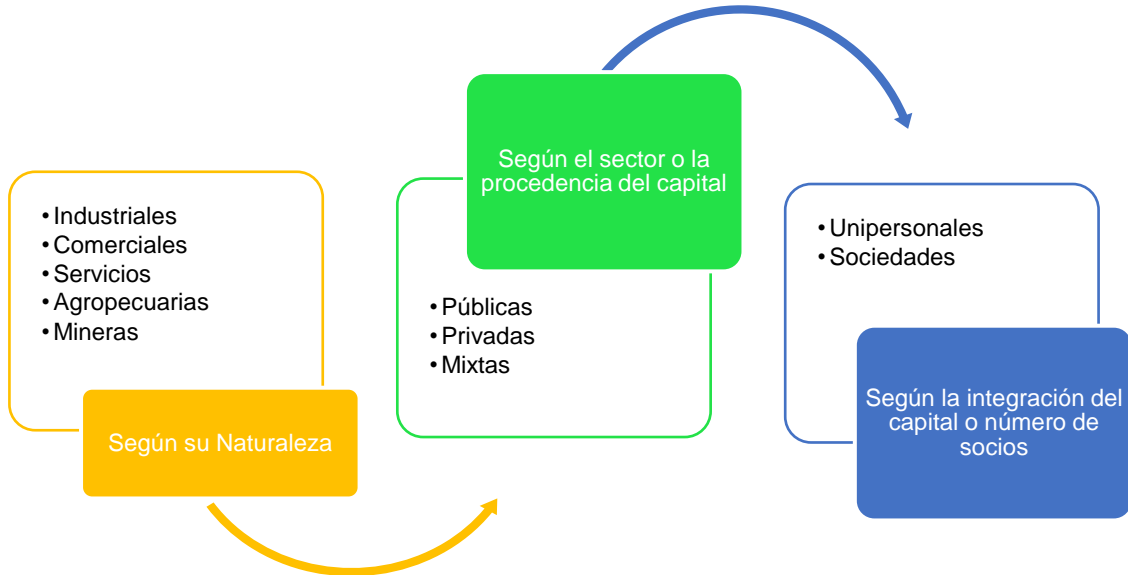 • Industriales
• Comerciales
• Servicios
• Agropecuarias
• Mineras
Según su Naturaleza
Según el sector o la
procedencia del capital
• Públicas
• Privadas
• Mixtas
• Unipersonales
• Sociedades
Según la integración del
capital o número de
socios